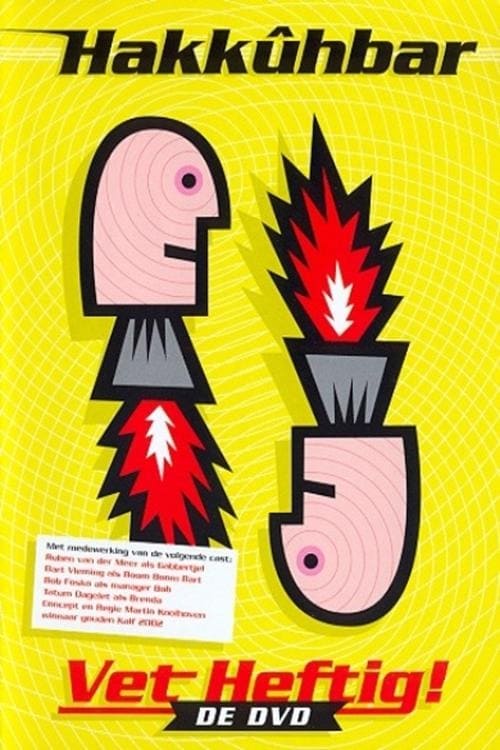 Hakkûhbar
Met medewerking van de volgende cast:
Ruben van der Meer als Gabbertje!
Bart Vleming als Boom Boem Bart
Bob Fosko als manager Bob
Tatum Dagelet als Brenda
Concept en Regie Martin Koolhoven
winnaar gouden Kalf 2002
Vet Heftig!
DE DVD